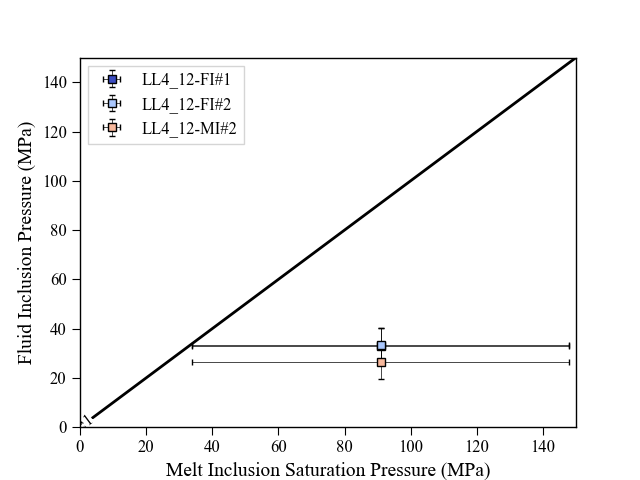 LL4_12-FI#1
LL4_12-FI#2
LL4_12-MI#2
Fluid Inclusion Pressure (MPa)
140
120
100
80
60
40
20
0
0 20 40 60 80 100 120 140
Melt Inclusion Saturation Pressure (MPa)